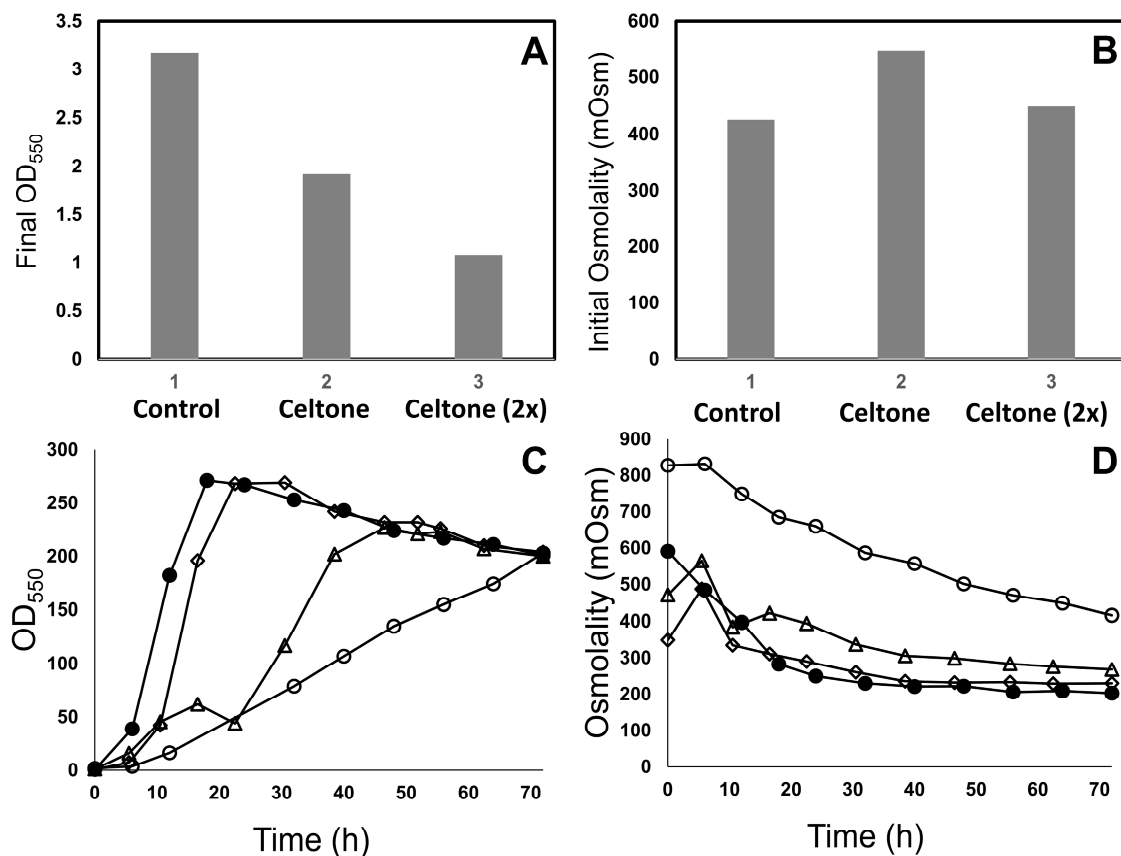 A
Final OD550
3.5
3
2.5
2
1.5
1
0.5
0
1
2
3
Control
Celtone
Celtone (2x)
B
Initial Osmolality (mOsm)
600
500
400
300
200
100
0
1
2
3
Control
Celtone
Celtone (2x)
C
OD550
300
250
200
150
100
50
0
0 10 20 30 40 50 60 70
Time (h)
D
Osmolality (mOsm)
900
800
700
600
500
400
300
200
100
0
0 10 20 30 40 50 60 70
Time (h)